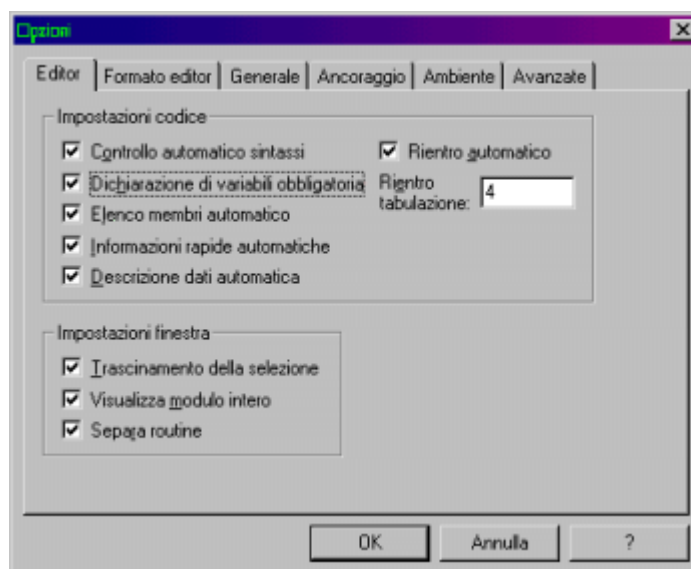 Opzioni
Editor Formato editor Generale Ancoraggio Ambiente Avanzate
Impostazioni codice
Controllo automatico sintassi
Rientro automatico
Dichiarazione di variabili obbligatoria
Rientro
tabulazione: 4
Elenco membri automatico
Informazioni rapide automatiche
Descrizione dati automatica
Impostazioni finestra
Trascinamento della selezione
Visualizza modulo intero
Separa routine
OK Annulla ?